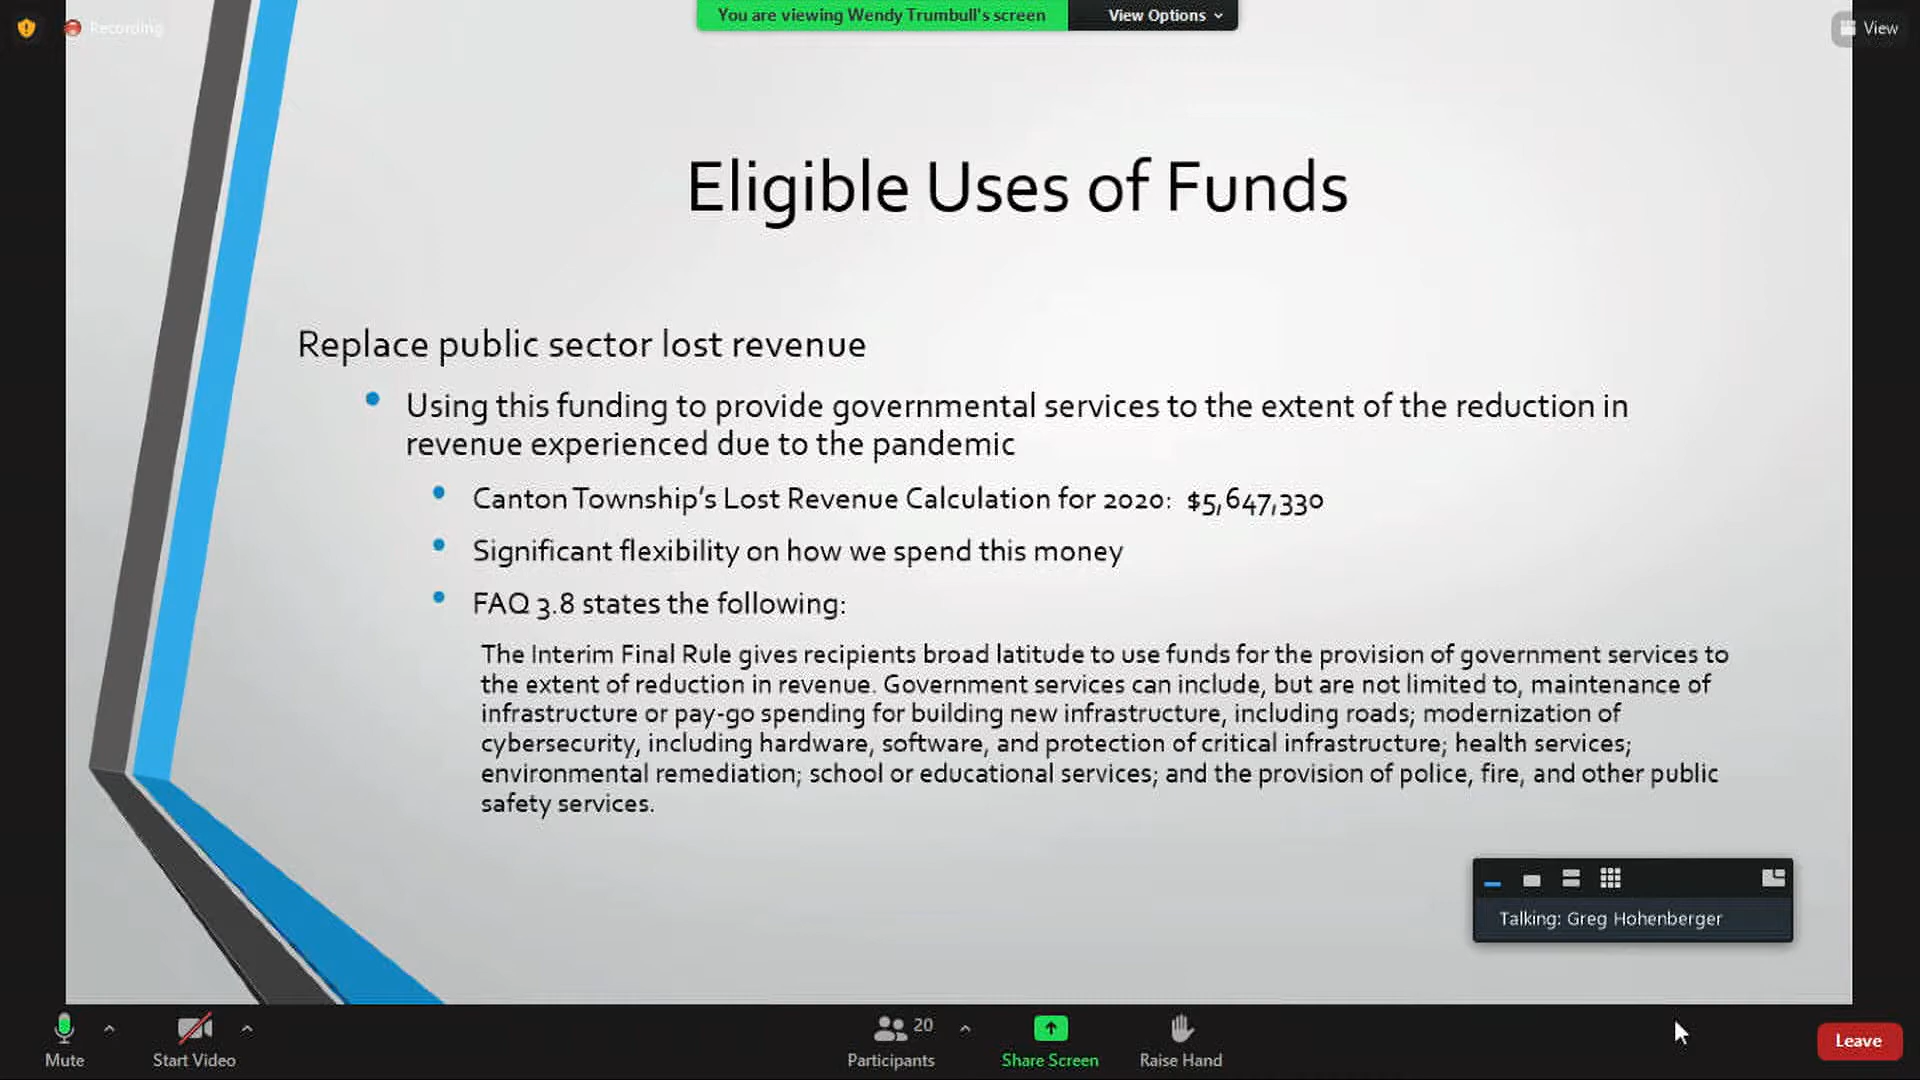 Recording
You are viewing Wendy Trumbull's screen
View Options
View
Eligible Uses of Funds
Replace public sector lost revenue
Using this funding to provide governmental services to the extent of the reduction in
revenue experienced due to the pandemic
Canton Township's Lost Revenue Calculation for 2020: $5,647,330
Significant flexibility on how we spend this money
FAQ 3.8 states the following:
The Interim Final Rule gives recipients broad latitude to use funds for the provision of government services to
the extent of reduction in revenue. Government services can include, but are not limited to, maintenance of
infrastructure or pay-go spending for building new infrastructure, including roads; modernization of
cybersecurity, including hardware, software, and protection of critical infrastructure; health services;
environmental remediation; school or educational services; and the provision of police, fire, and other public
safety services.
Talking: Greg Hohenberger
20
Mute
Start Video
Participants
Share Screen
Raise Hand
Leave